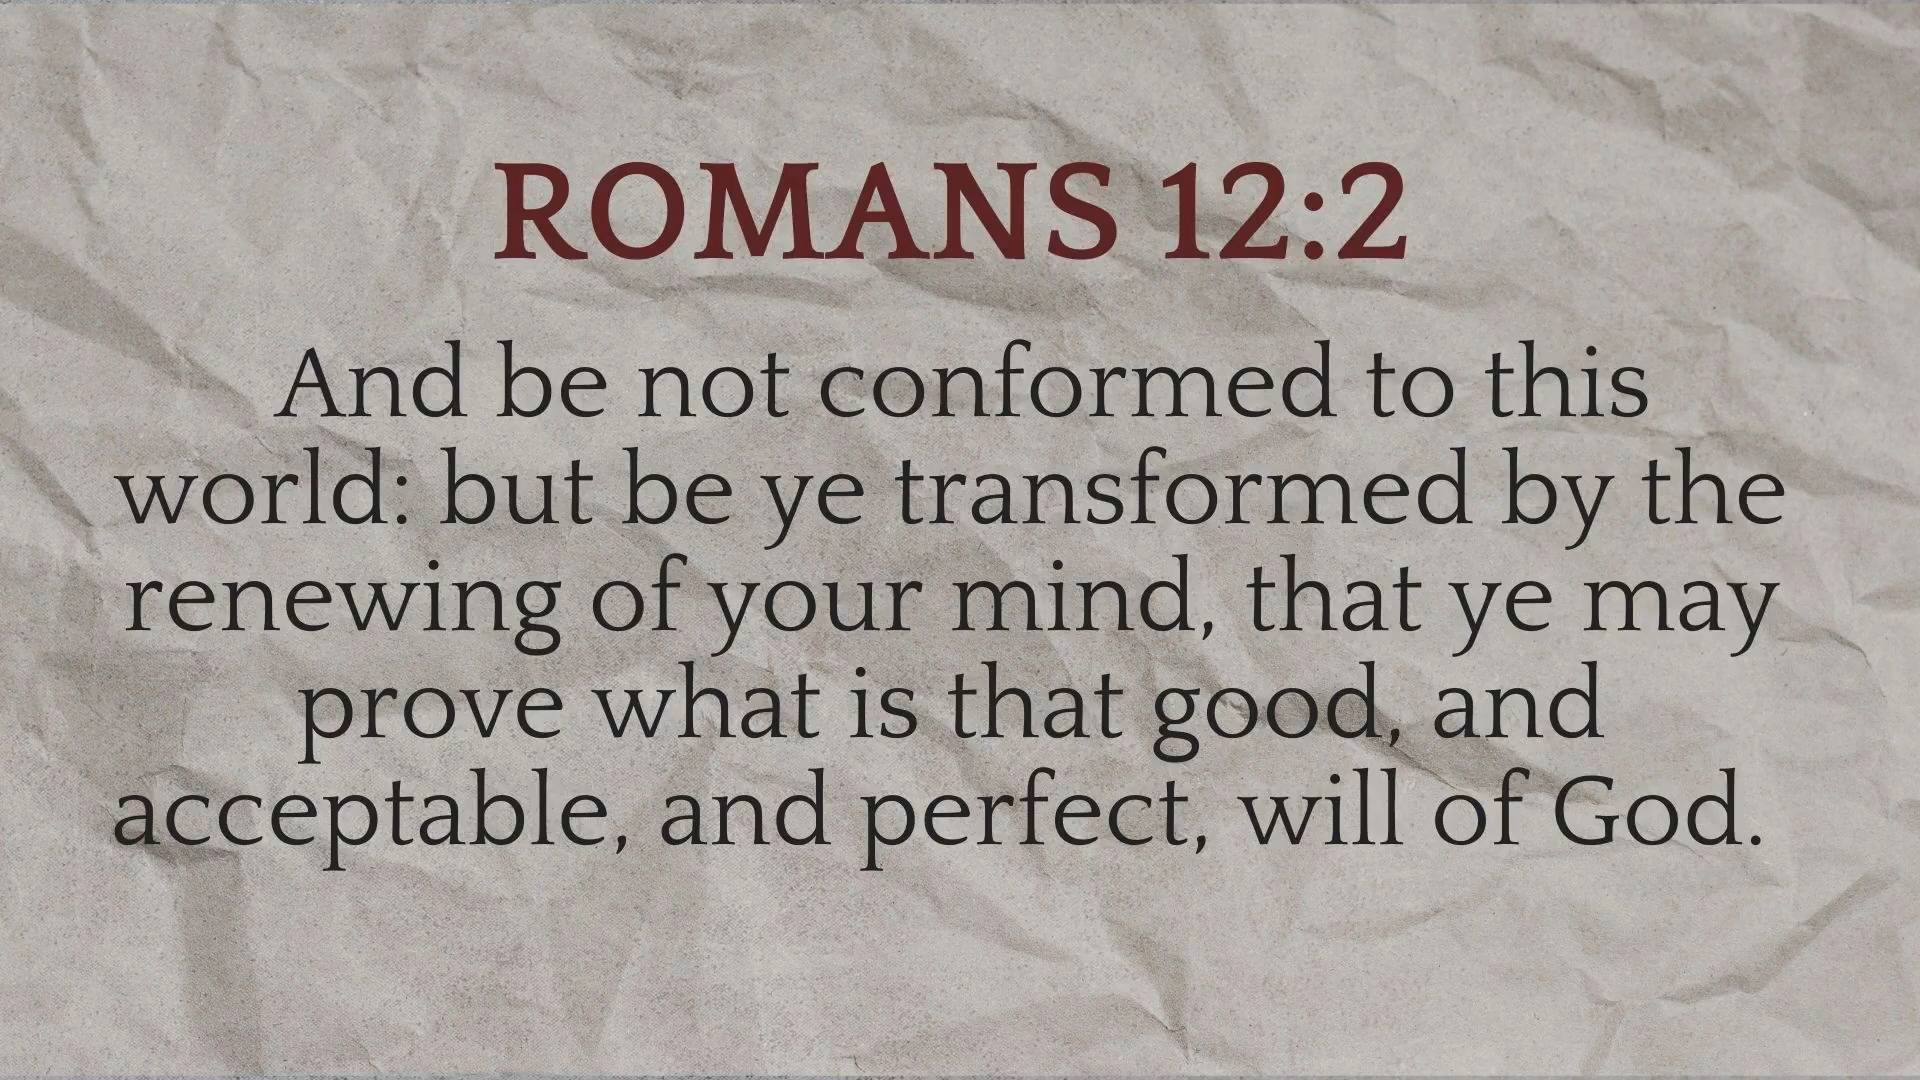 ROMANS 12:2
And be not conformed to this
world: but be ye transformed by the
renewing of your mind, that ye may
prove what is that good, and
acceptable, and perfect, will of God.